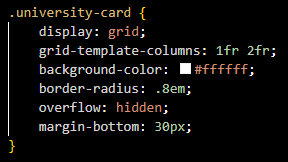 .university-card {
display: grid;
grid-template-columns: 1fr 2fr;
background-color: #ffffff;
border-radius: .8em;
overflow: hidden;
margin-bottom: 30px;
}